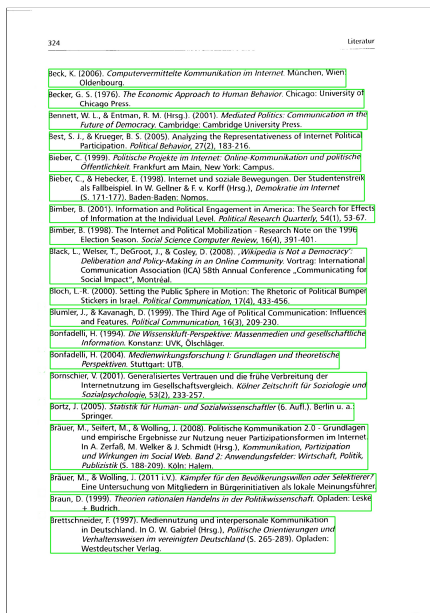 324
Literatur
Beck, K. (2006). Computervermittelte Kommunikation im Internet. München, Wien
Oldenbourg.
Becker, G. S. (1976). The Economic Approach to Human Behavior. Chicago: University of
Chicago Press.
Bennett, W. L., & Entman, R. M. (Hrsg.). (2001). Mediated Politics: Communication in the
Future of Democracy. Cambridge: Cambridge University Press.
Best, S. J., & Krueger, B. S. (2005). Analyzing the Representativeness of Internet Political
Participation. Political Behavior, 27(2), 183-216.
Bieber, C. (1999). Politische Projekte im Internet: Online-Kommunikation und politische
Öffentlichkeit. Frankfurt am Main, New York: Campus.
Bieber, C., & Hebecker, E. (1998). Internet und soziale Bewegungen. Der Studentenstreik
als Fallbeispiel. In W. Gellner & F. v. Korff (Hrsg.), Demokratie im Internet
(S. 171-177). Baden-Baden: Nomos.
Bimber, B. (2001). Information and Political Engagement in America: The Search for Effects
of Information at the Individual Level. Political Research Quarterly, 54(1), 53-67.
Bimber, B. (1998). The Internet and Political Mobilization - Research Note on the 1996
Election Season. Social Science Computer Review, 16(4), 391-401.
Black, L., Welser, T., DeGroot, J., & Cosley, D. (2008). „Wikipedia is Not a Democracy“:
Deliberation and Policy-Making in an Online Community. Vortrag: International
Communication Association (ICA) 58th Annual Conference „Communicating for
Social Impact“, Montréal.
Bloch, L.-R. (2000). Setting the Public Sphere in Motion: The Rhetoric of Political Bumper
Stickers in Israel. Political Communication, 17(4), 433-456.
Blumler, J., & Kavanagh, D. (1999). The Third Age of Political Communication: Influences
and Features. Political Communication, 16(3), 209-230.
Bonfadelli, H. (1994). Die Wissenskluft-Perspektive: Massenmedien und gesellschaftliche
Information. Konstanz: UVK, Ölschläger.
Bonfadelli, H. (2004). Medienwirkungsforschung I: Grundlagen und theoretische
Perspektiven. Stuttgart: UTB.
Bornschier, V. (2001). Generalisiertes Vertrauen und die frühe Verbreitung der
Internetnutzung im Gesellschaftsvergleich. Kölner Zeitschrift für Soziologie und
Sozialpsychologie, 53(2), 233-257.
Bortz, J. (2005). Statistik für Human- und Sozialwissenschaftler (6. Aufl.). Berlin u. a.:
Springer.
Bräuer, M., Seifert, M., & Wolling, J. (2008). Politische Kommunikation 2.0 - Grundlagen
und empirische Ergebnisse zur Nutzung neuer Partizipationsformen im Internet.
In A. Zerfaß, M. Welker & J. Schmidt (Hrsg.), Kommunikation, Partizipation
und Wirkungen im Social Web. Band 2: Anwendungsfelder: Wirtschaft, Politik,
Publizistik (S. 188-209). Köln: Halem.
Bräuer, M., & Wolling, J. (2011 i.V.). Kämpfer für den Bevölkerungswillen oder Selektierer?
Eine Untersuchung von Mitgliedern in Bürgerinitiativen als lokale Meinungsführer.
Braun, D. (1999). Theorien rationalen Handelns in der Politikwissenschaft. Opladen: Leske
+ Budrich.
Brettschneider, F. (1997). Mediennutzung und interpersonale Kommunikation
in Deutschland. In O. W. Gabriel (Hrsg.), Politische Orientierungen und
Verhaltensweisen im vereinigten Deutschland (S. 265-289). Opladen:
Westdeutscher Verlag.